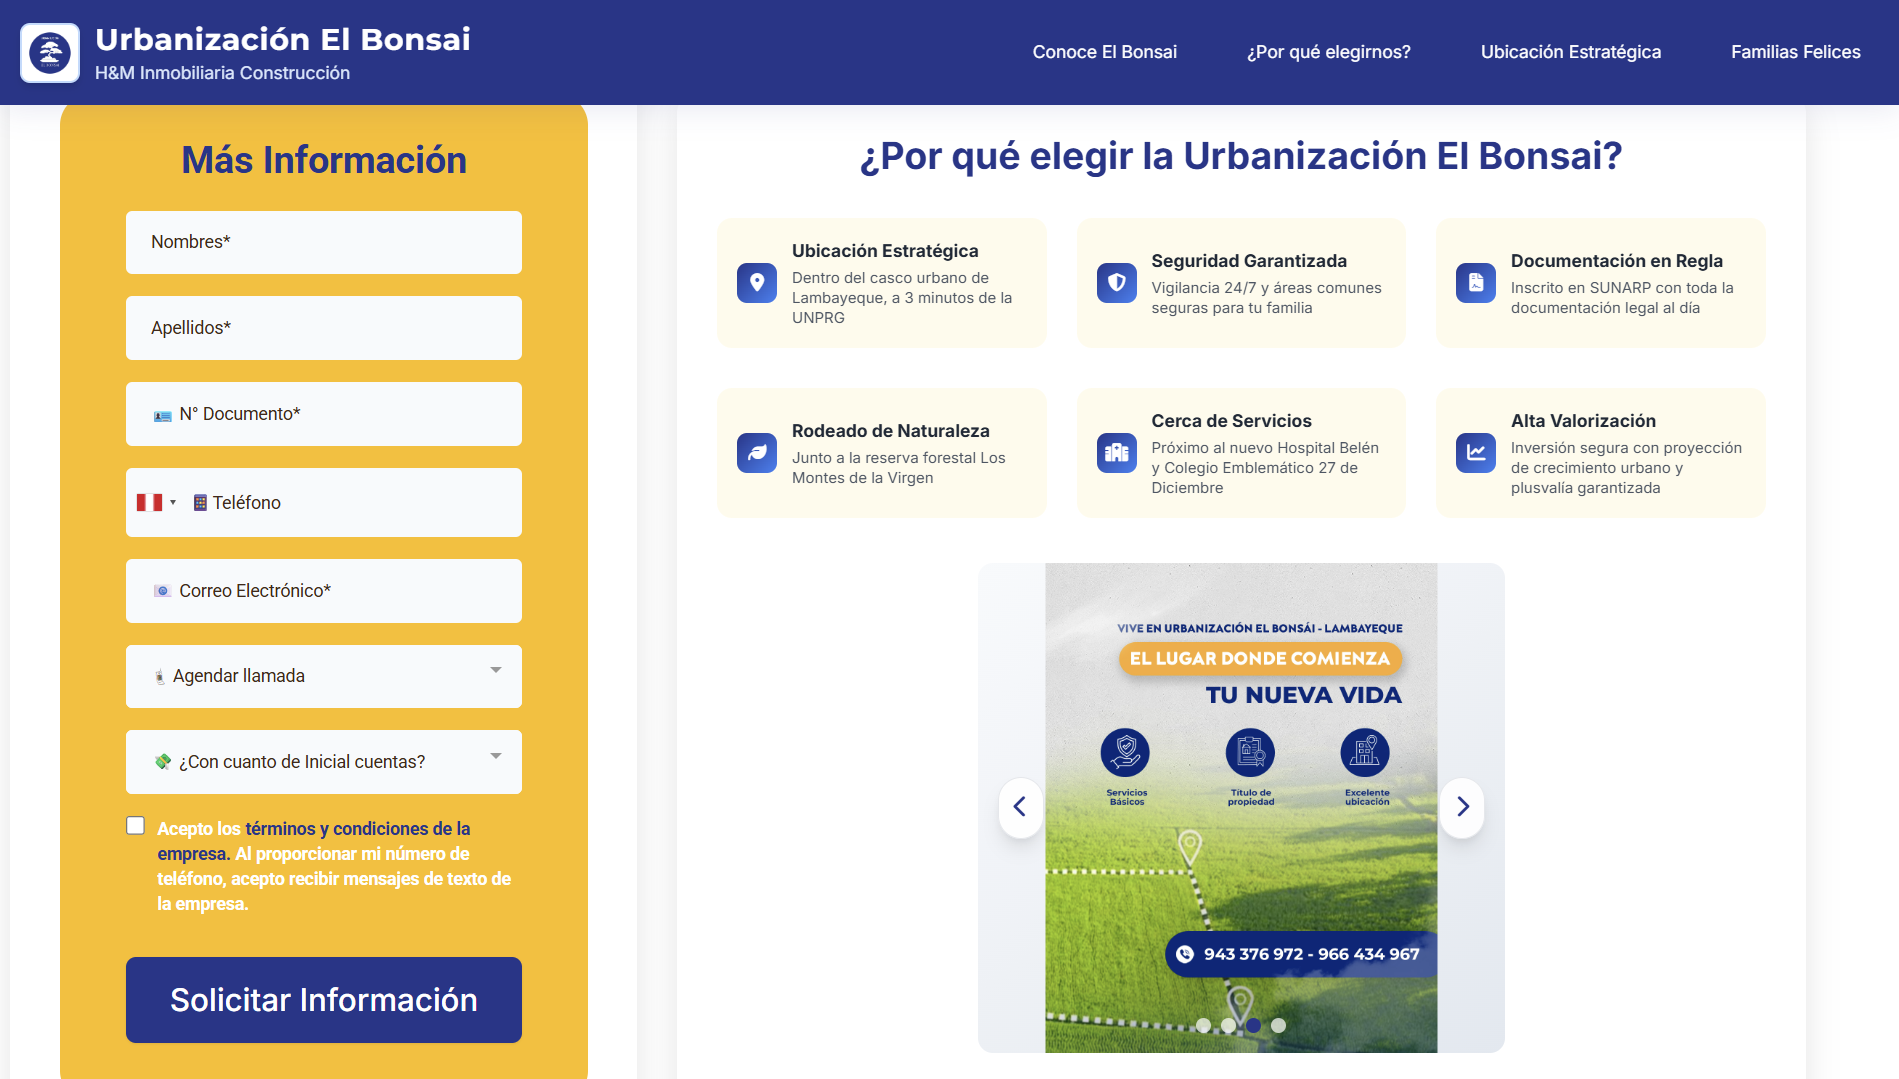 Urbanización El Bonsai
H&M Inmobiliaria Construcción
Conoce El Bonsai
¿Por qué elegirnos?
Ubicación Estratégica
Familias Felices
Más Información
Nombres*
Apellidos*
N° Documento*
Teléfono
Correo Electrónico*
Agendar llamada
¿Con cuanto de Inicial cuentas?
Acepto los términos y condiciones de la
empresa. Al proporcionar mi número de
teléfono, acepto recibir mensajes de texto de
la empresa.
Solicitar Información
¿Por qué elegir la Urbanización El Bonsai?
Ubicación Estratégica
Dentro del casco urbano de
Lambayeque, a 3 minutos de la
UNPRG
Seguridad Garantizada
Vigilancia 24/7 y áreas comunes
seguras para tu familia
Documentación en Regla
Inscrito en SUNARP con toda la
documentación legal al día
Rodeado de Naturaleza
Junto a la reserva forestal Los
Montes de la Virgen
Cerca de Servicios
Próximo al nuevo Hospital Belén
y Colegio Emblemático 27 de
Diciembre
Alta Valorización
Inversión segura con proyección
de crecimiento urbano y
plusvalía garantizada
VIVE EN URBANIZACIÓN EL BONSÁI - LAMBAYEQUE
EL LUGAR DONDE COMIENZA
TU NUEVA VIDA
Servicios
Básicos
Título de
propiedad
Excelente
ubicación
943 376 972 - 966 434 967